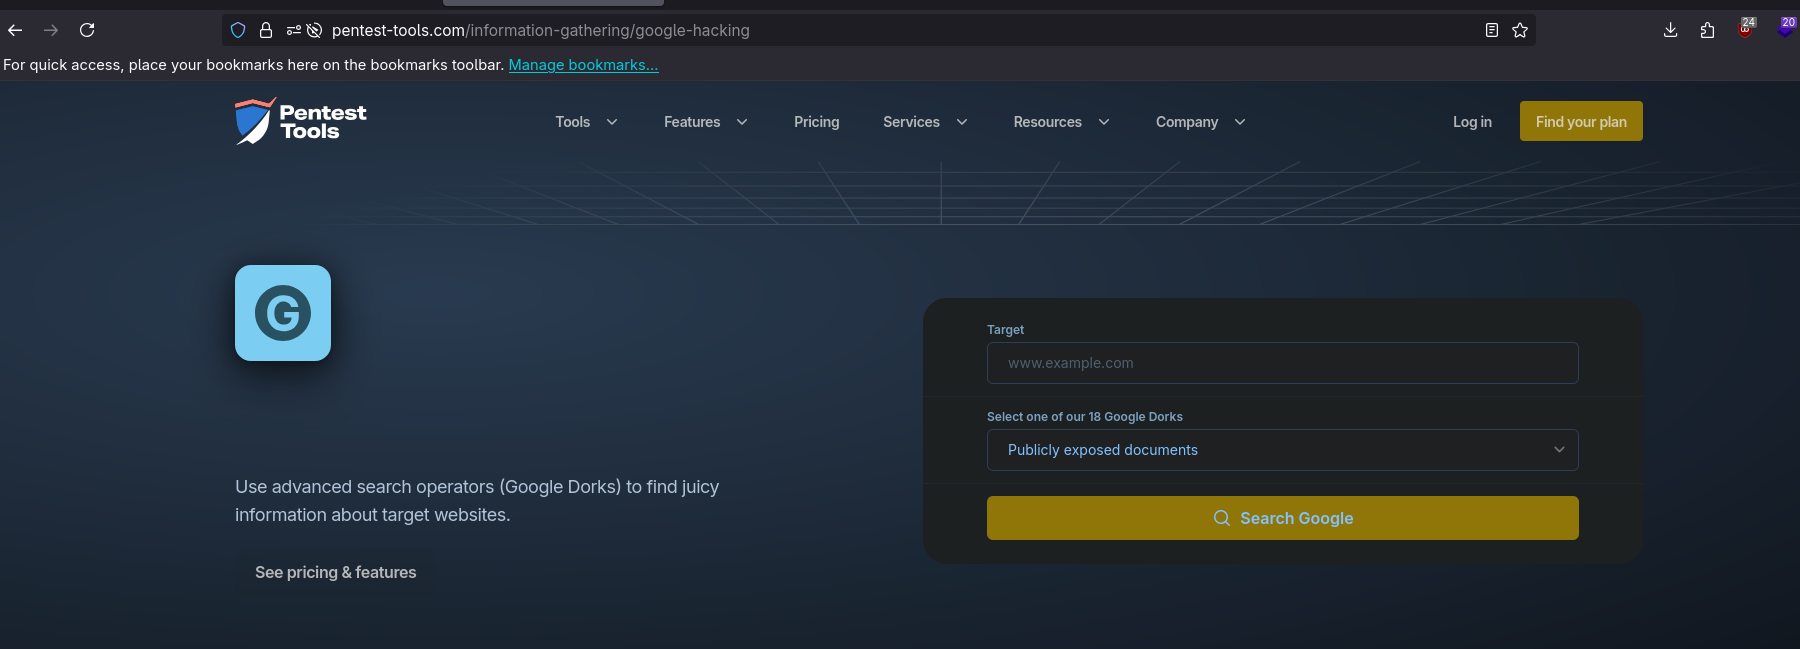 pentest-tools.com/information-gathering/google-hacking
24
20
For quick access, place your bookmarks here on the bookmarks toolbar. Manage bookmarks...
Pentest
Tools
Tools Features Pricing Services Resources Company Log in Find your plan
G
Use advanced search operators (Google Dorks) to find juicy
information about target websites.
See pricing & features
Target
www.example.com
Select one of our 18 Google Dorks
Publicly exposed documents
Search Google